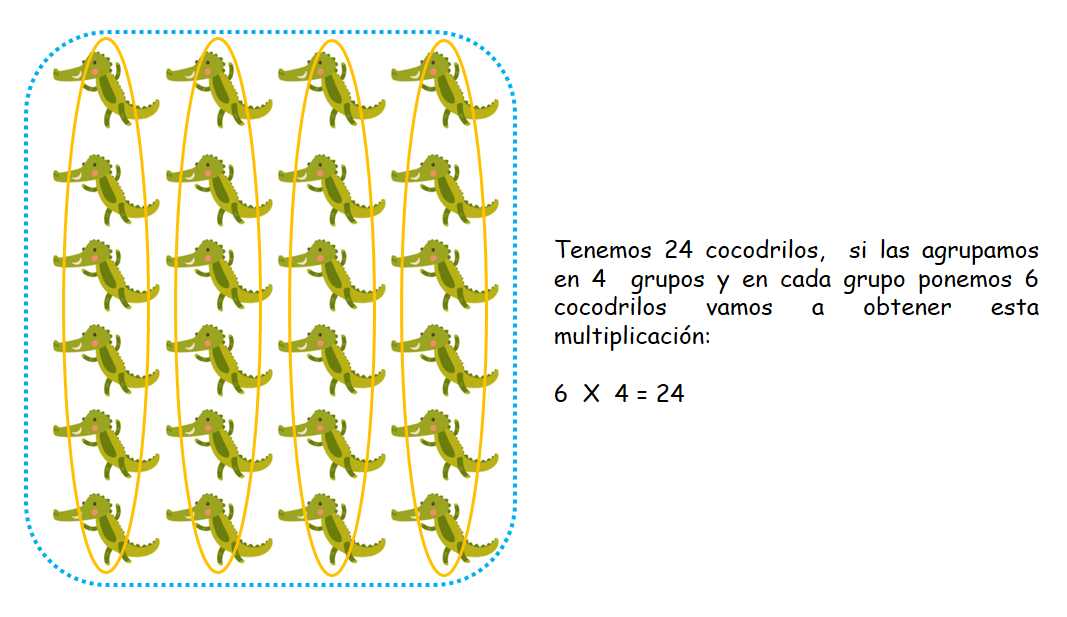 Tenemos 24 cocodrilos, si las agrupamos
en 4 grupos y en cada grupo ponemos 6
cocodrilos vamos a obtener esta
multiplicación:
6 X 4 = 24